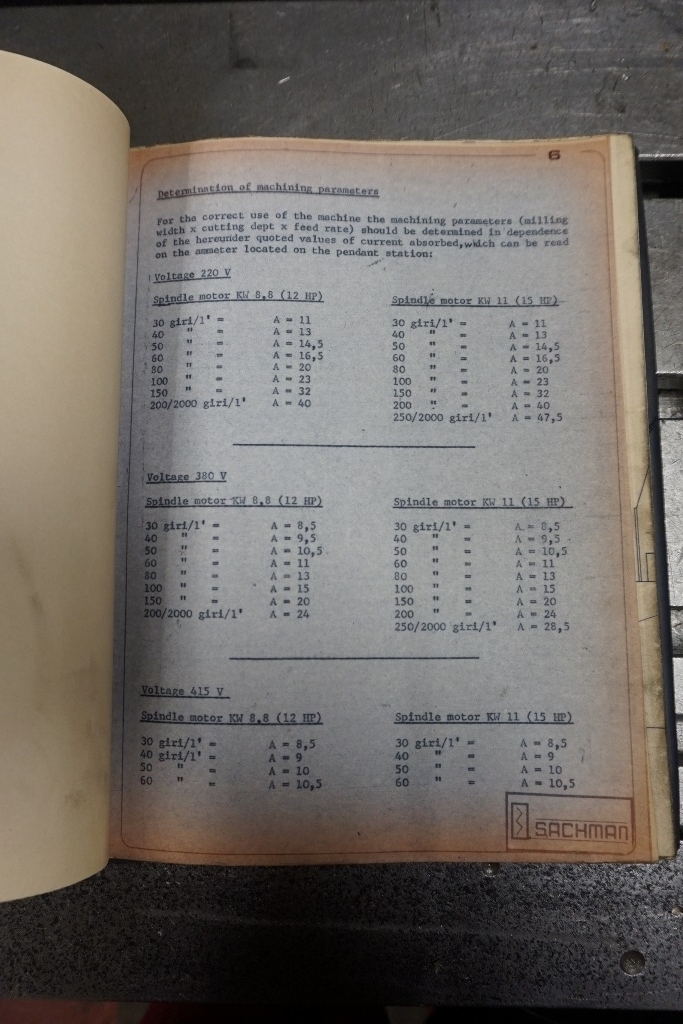 6
Determination of machining parameters
For the correct use of the machine the machining parameters (milling
width x cutting dept x feed rate) should be determined in dependence
of the hereunder quoted values of current absorbed,which can be read
on the ammeter located on the pendant station:
Voltage 220 V
Spindle motor KW 8,8 (12 HP)
30 giri/1' = A = 11
40 " = A = 13
50 " = A = 14,5
60 " = A = 16,5
80 " = A = 20
100 " = A = 23
150 " = A = 32
200/2000 giri/1' A = 40
Spindle motor KW 11 (15 HP)
30 giri/1' = A = 11
40 " = A = 13
50 " = A = 14,5
60 " = A = 16,5
80 " = A = 20
100 " = A = 23
150 " = A = 32
200 " = A = 40
250/2000 giri/1' A = 47,5
Voltage 380 V
Spindle motor KW 8,8 (12 HP)
30 giri/1' = A = 8,5
40 " = A = 9,5
50 " = A = 10,5
60 " = A = 11
80 " = A = 13
100 " = A = 15
150 " = A = 20
200/2000 giri/1' A = 24
Spindle motor KW 11 (15 HP)
30 giri/1' = A = 8,5
40 " = A = 9,5
50 " = A = 10,5
60 " = A = 11
80 " = A = 13
100 " = A = 15
150 " = A = 20
200 " = A = 24
250/2000 giri/1' A = 28,5
Voltage 415 V
Spindle motor KW 8,8 (12 HP)
30 giri/1' = A = 8,5
40 giri/1' = A = 9
50 " = A = 10
60 " = A = 10,5
Spindle motor KW 11 (15 HP)
30 giri/1' = A = 8,5
40 " = A = 9
50 " = A = 10
60 " = A = 10,5
SACHMAN